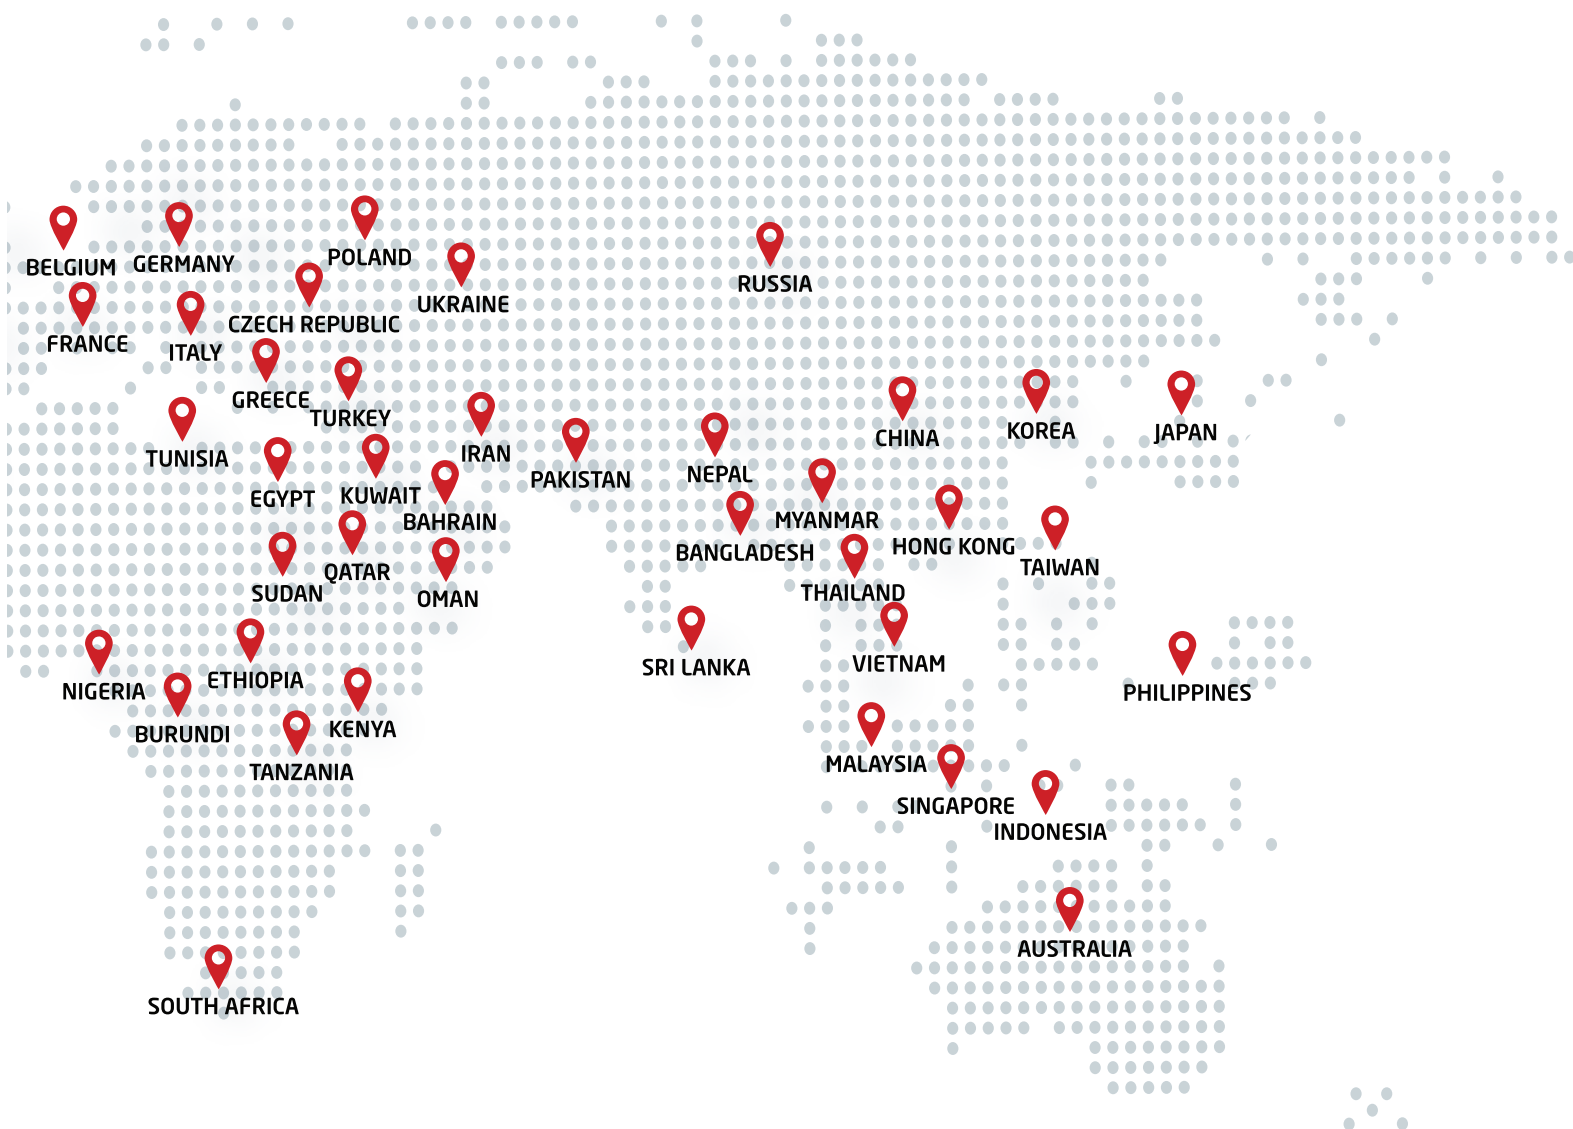 POLAND
BELGIUM
GERMANY
RUSSIA
UKRAINE
CZECH REPUBLIC
FRANCE
ITALY
GREECE
TURKEY
CHINA
KOREA
JAPAN
TUNISIA
IRAN
PAKISTAN
NEPAL
EGYPT
KUWAIT
BAHRAIN
MYANMAR
BANGLADESH
HONG KONG
TAIWAN
QATAR
SUDAN
OMAN
THAILAND
SRI LANKA
VIETNAM
NIGERIA
ETHIOPIA
PHILIPPINES
BURUNDI
KENYA
TANZANIA
MALAYSIA
SINGAPORE
INDONESIA
AUSTRALIA
SOUTH AFRICA